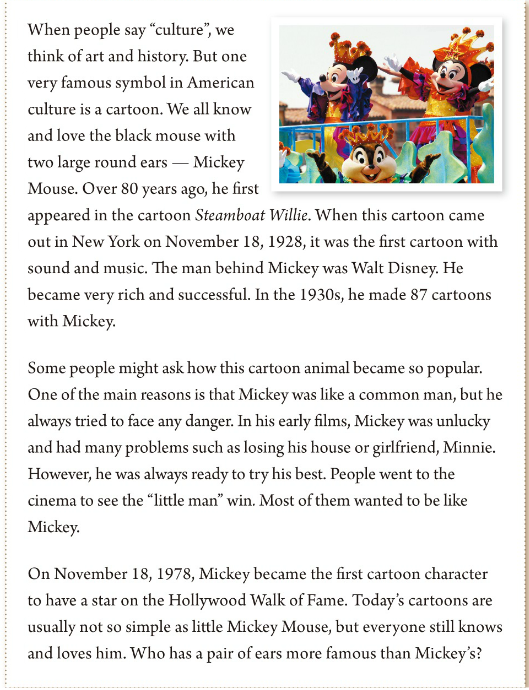 When people say “culture”, we
think of art and history. But one
very famous symbol in American
culture is a cartoon. We all know
and love the black mouse with
two large round ears — Mickey
Mouse. Over 80 years ago, he first
appeared in the cartoon Steamboat Willie. When this cartoon came
out in New York on November 18, 1928, it was the first cartoon with
sound and music. The man behind Mickey was Walt Disney. He
became very rich and successful. In the 1930s, he made 87 cartoons
with Mickey.
Some people might ask how this cartoon animal became so popular.
One of the main reasons is that Mickey was like a common man, but he
always tried to face any danger. In his early films, Mickey was unlucky
and had many problems such as losing his house or girlfriend, Minnie.
However, he was always ready to try his best. People went to the
cinema to see the “little man” win. Most of them wanted to be like
Mickey.
On November 18, 1978, Mickey became the first cartoon character
to have a star on the Hollywood Walk of Fame. Today’s cartoons are
usually not so simple as little Mickey Mouse, but everyone still knows
and loves him. Who has a pair of ears more famous than Mickey’s?